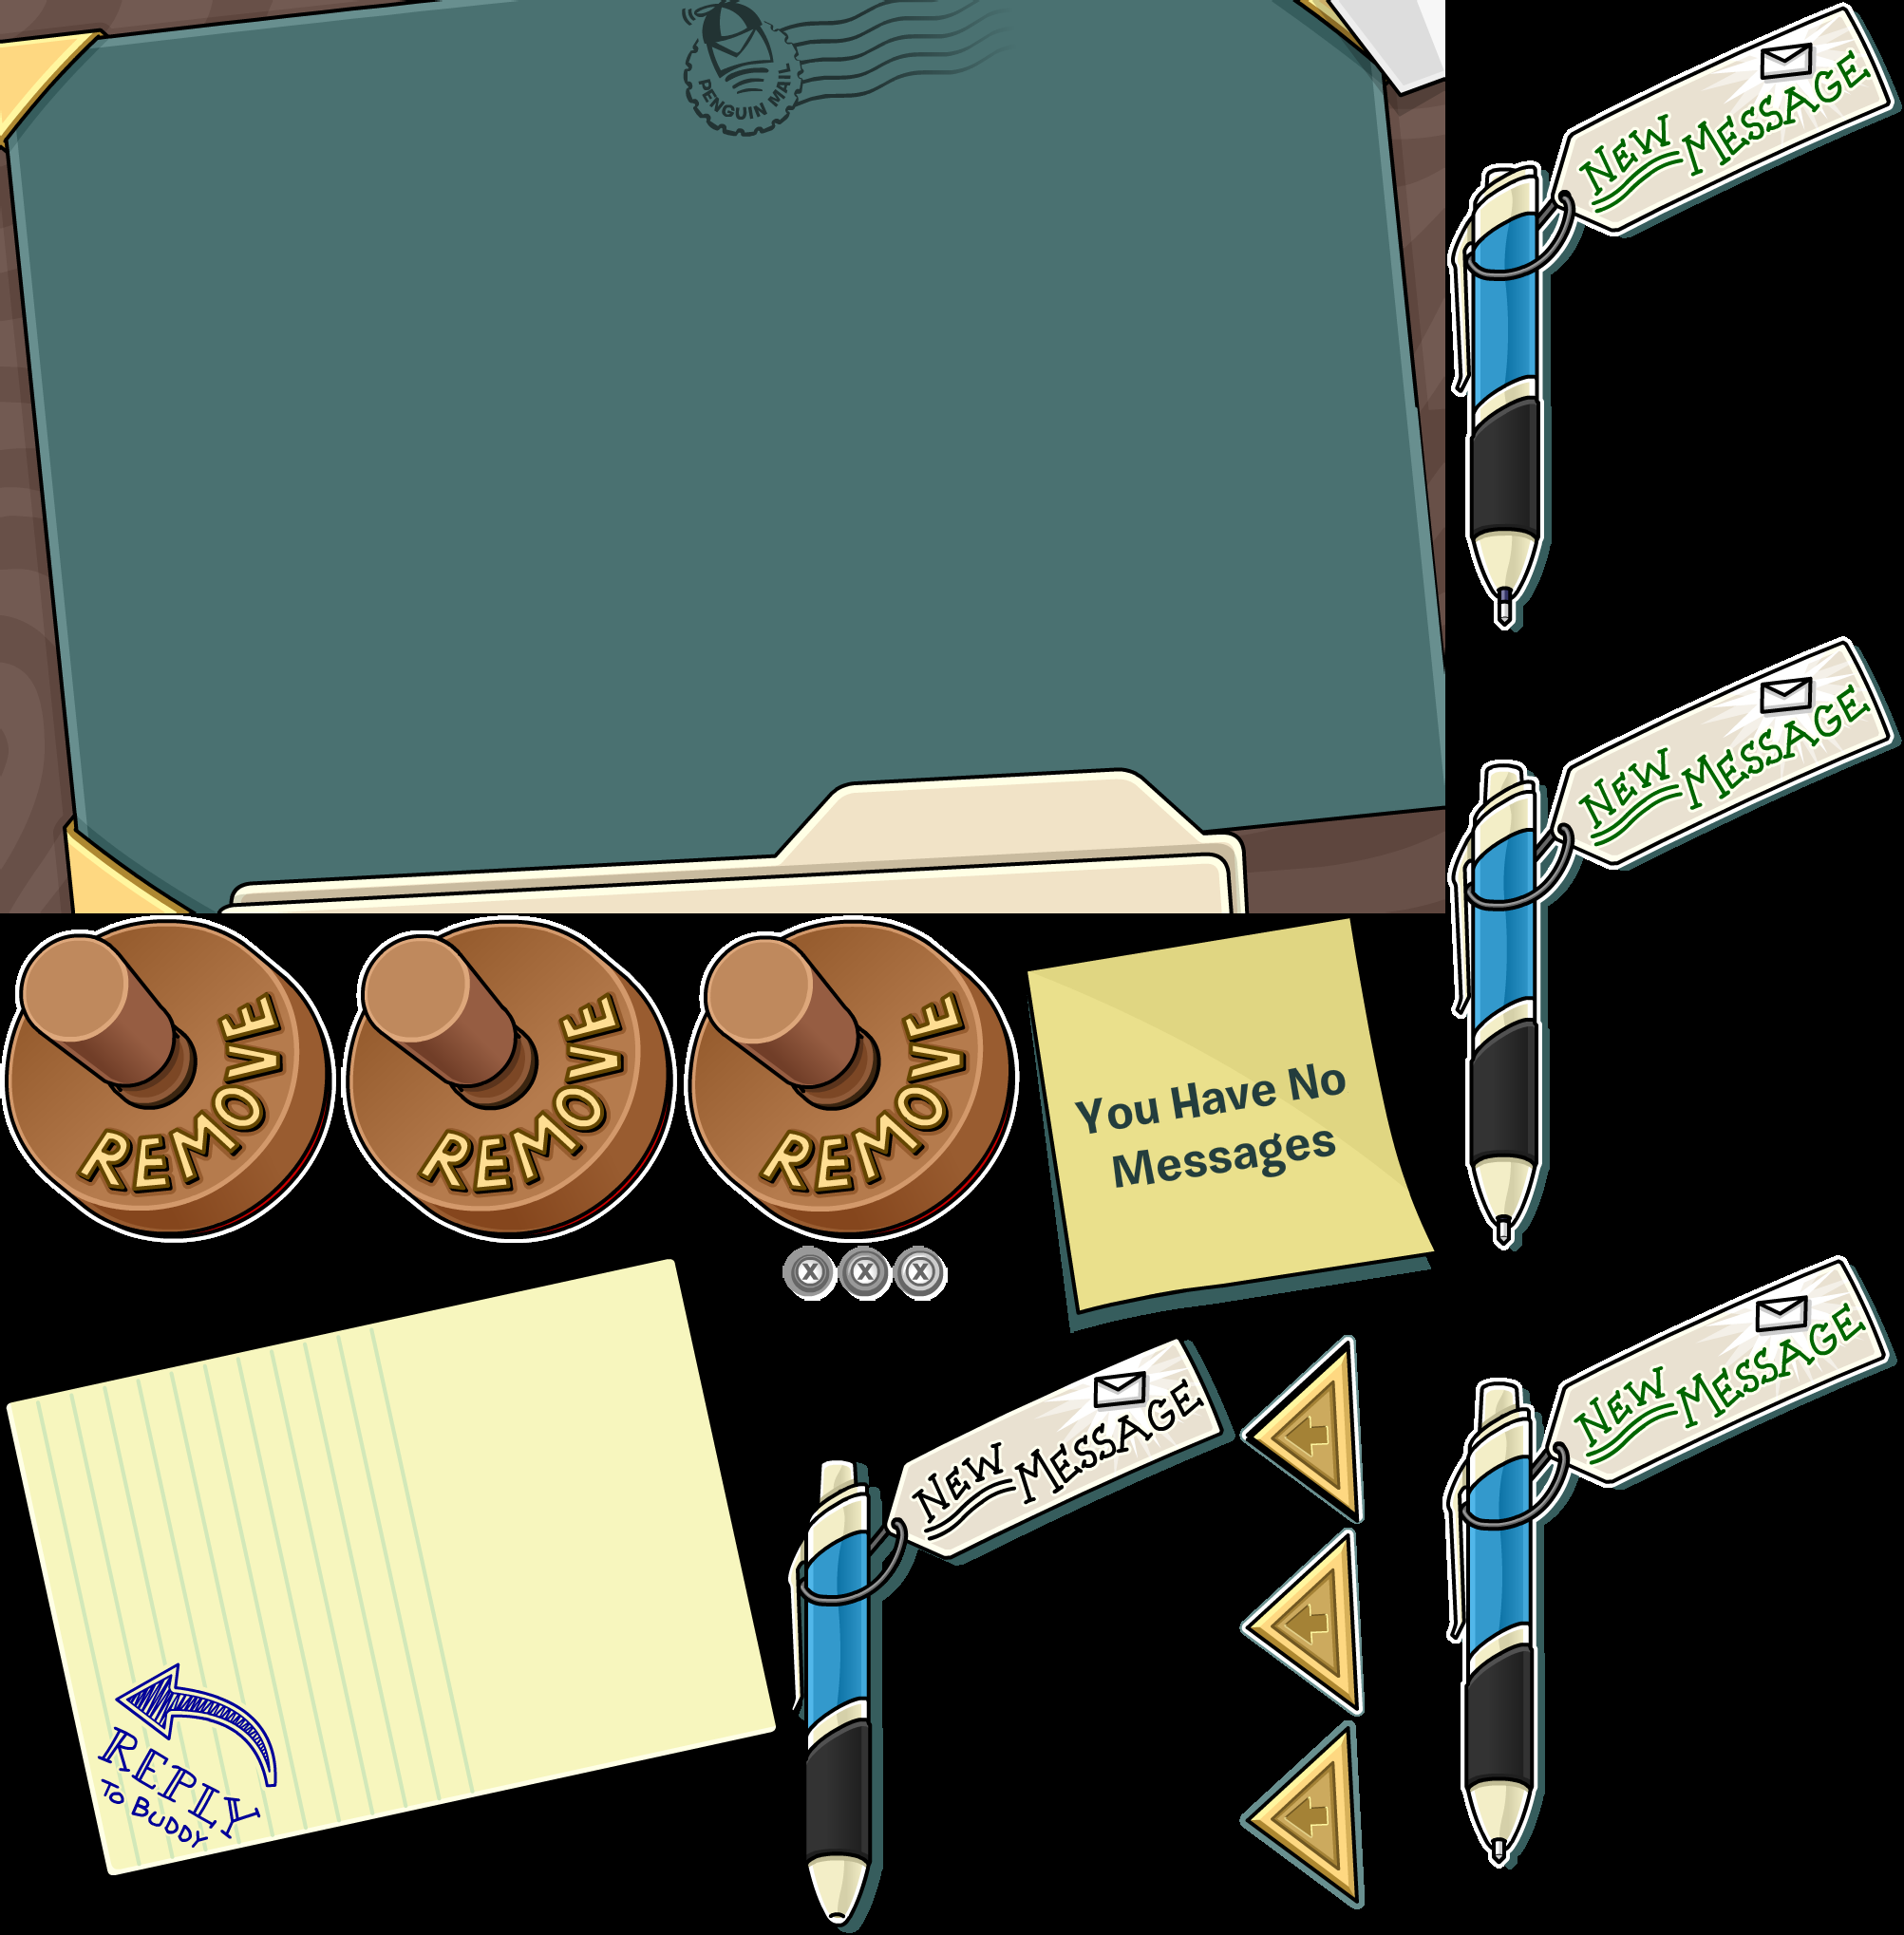 PENGUIN MAIL
NEW MESSAGE
NEW MESSAGE
REMOVE
REMOVE
REMOVE
You Have No
Messages
X
X
X
NEW MESSAGE
NEW MESSAGE
REPLY
TO BUDDY